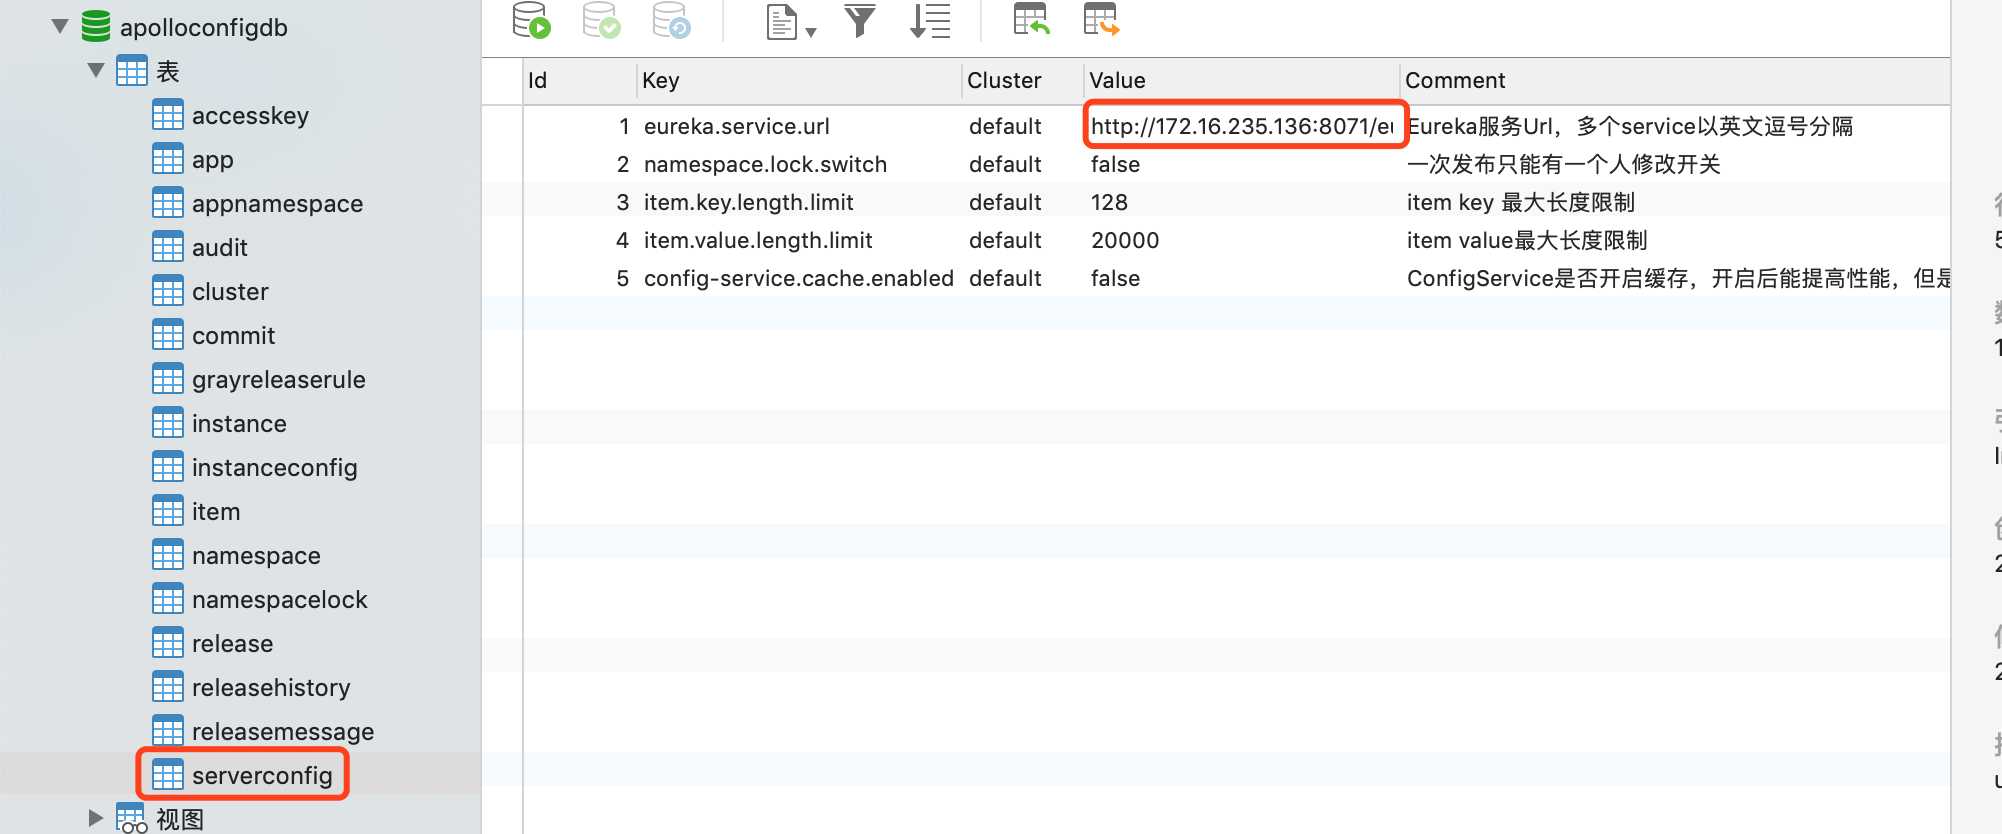 apolloconfigdb
表
accesskey
app
appnamespace
audit
cluster
commit
grayreleaserule
instance
instanceconfig
item
namespace
namespacelock
release
releasehistory
releasemessage
serverconfig
视图
Id Key Cluster Value Comment
1 eureka.service.url default http://172.16.235.136:8071/eu Eureka服务Url，多个service以英文逗号分隔
2 namespace.lock.switch default false 一次发布只能有一个人修改开关
3 item.key.length.limit default 128 item key 最大长度限制
4 item.value.length.limit default 20000 item value最大长度限制
5 config-service.cache.enabled default false ConfigService是否开启缓存，开启后能提高性能，但是